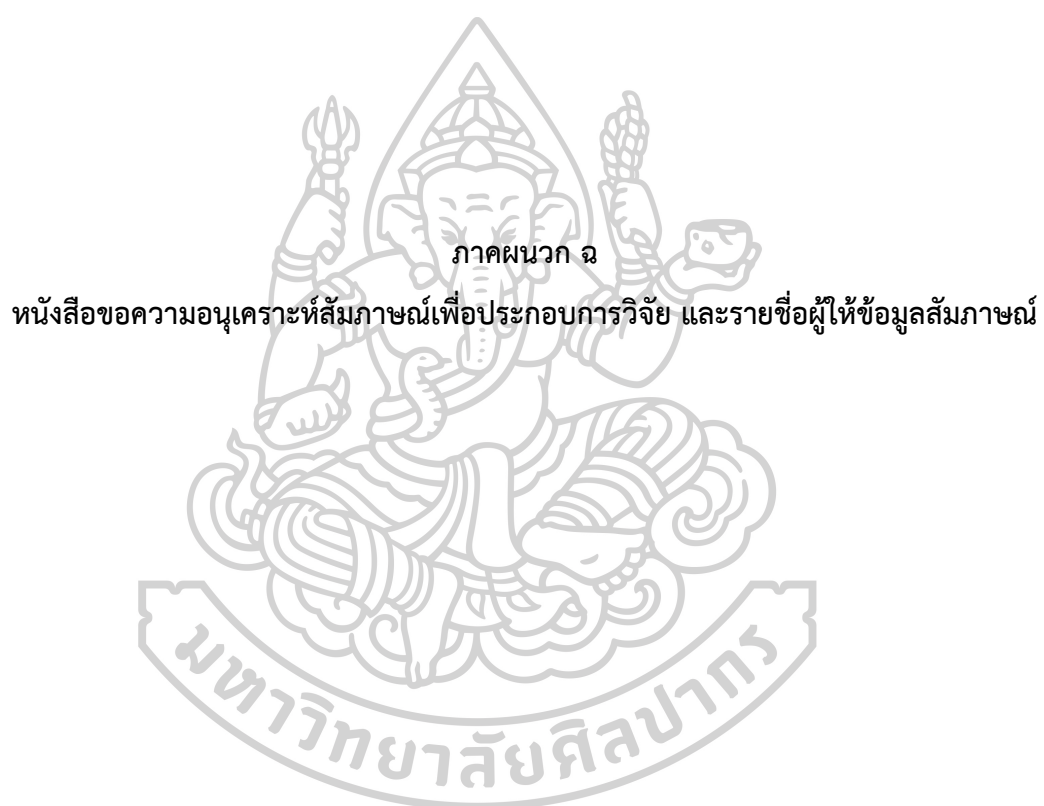 ภาคผนวก ฉ
หนังสือขอความอนุเคราะห์สัมภาษณ์เพื่อประกอบการวิจัย และรายชื่อผู้ให้ข้อมูลสัมภาษณ์
มหาวิทยาลัยศิลปากร